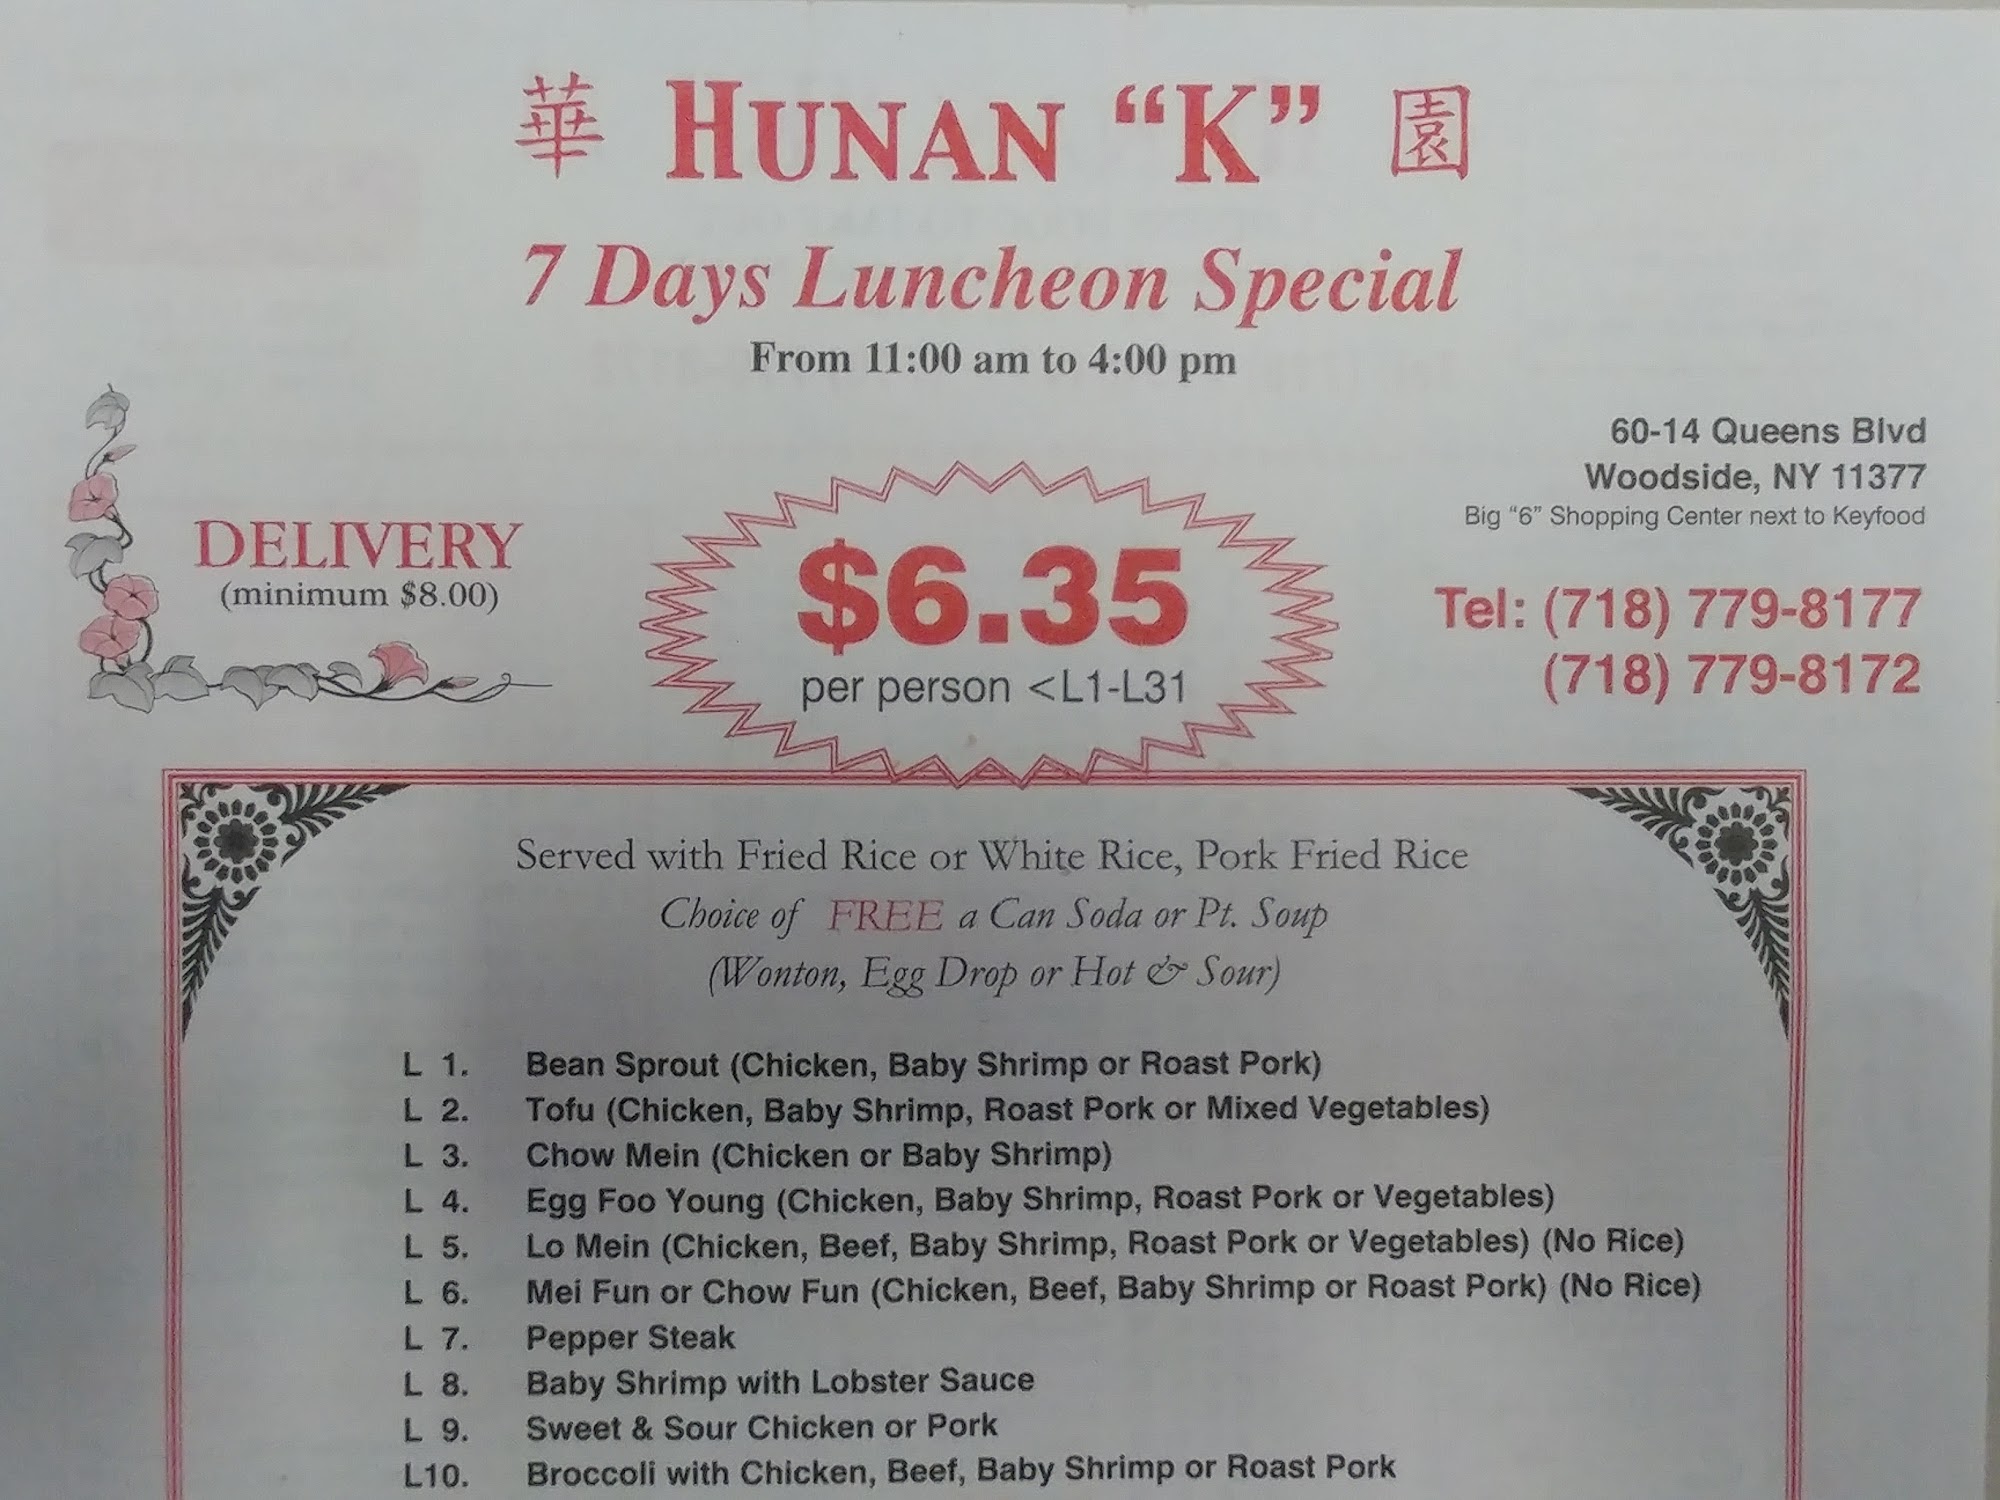 華 HUNAN “K” 園
7 Days Luncheon Special
From 11:00 am to 4:00 pm
60-14 Queens Blvd
Woodside, NY 11377
Big “6” Shopping Center next to Keyfood
DELIVERY
(minimum $8.00)
$6.35
per person <L1-L31
Tel: (718) 779-8177
(718) 779-8172
Served with Fried Rice or White Rice, Pork Fried Rice
Choice of FREE a Can Soda or Pt. Soup
(Wonton, Egg Drop or Hot & Sour)
L 1. Bean Sprout (Chicken, Baby Shrimp or Roast Pork)
L 2. Tofu (Chicken, Baby Shrimp, Roast Pork or Mixed Vegetables)
L 3. Chow Mein (Chicken or Baby Shrimp)
L 4. Egg Foo Young (Chicken, Baby Shrimp, Roast Pork or Vegetables)
L 5. Lo Mein (Chicken, Beef, Baby Shrimp, Roast Pork or Vegetables) (No Rice)
L 6. Mei Fun or Chow Fun (Chicken, Beef, Baby Shrimp or Roast Pork) (No Rice)
L 7. Pepper Steak
L 8. Baby Shrimp with Lobster Sauce
L 9. Sweet & Sour Chicken or Pork
L10. Broccoli with Chicken, Beef, Baby Shrimp or Roast Pork